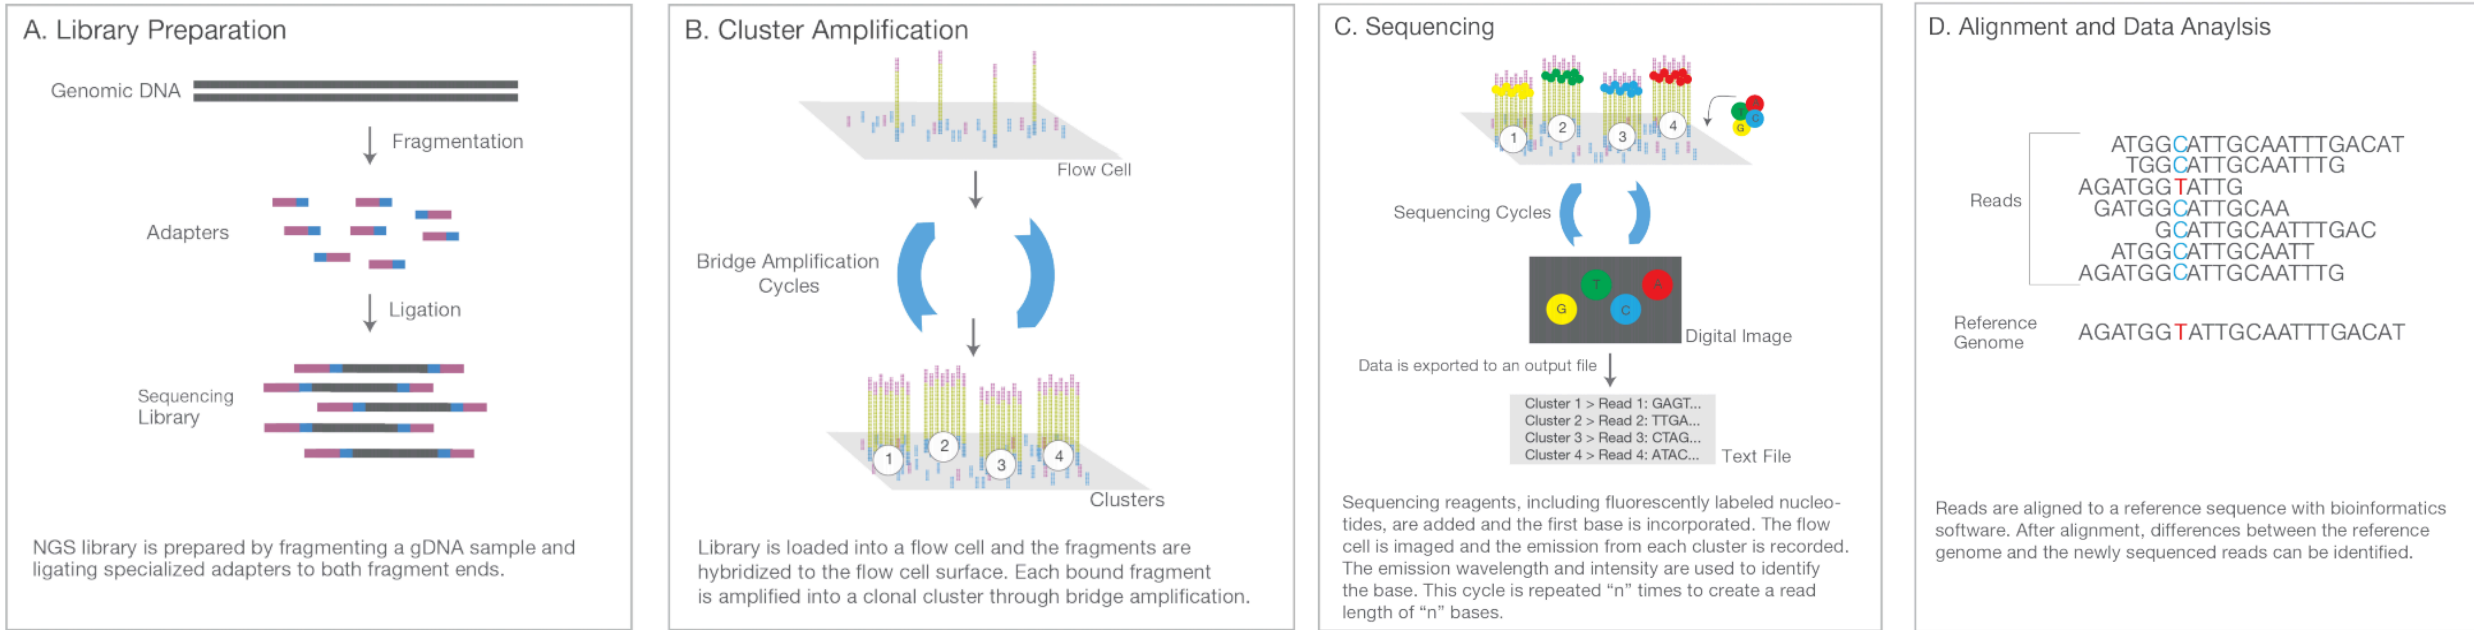 A. Library Preparation
Genomic DNA
Fragmentation
Adapters
Ligation
Sequencing
Library
NGS library is prepared by fragmenting a gDNA sample and
ligating specialized adapters to both fragment ends.
B. Cluster Amplification
Flow Cell
Bridge Amplification
Cycles
1
2
3
4
Clusters
Library is loaded into a flow cell and the fragments are
hybridized to the flow cell surface. Each bound fragment
is amplified into a clonal cluster through bridge amplification.
C. Sequencing
1
2
3
4
A
T
C
G
Sequencing Cycles
T
A
G
C
Digital Image
Data is exported to an output file
Cluster 1 > Read 1: GAGT...
Cluster 2 > Read 2: TTGA...
Cluster 3 > Read 3: CTAG...
Cluster 4 > Read 4: ATAC...
Text File
Sequencing reagents, including fluorescently labeled nucleo-
tides, are added and the first base is incorporated. The flow
cell is imaged and the emission from each cluster is recorded.
The emission wavelength and intensity are used to identify
the base. This cycle is repeated “n” times to create a read
length of “n” bases.
D. Alignment and Data Anaylsis
Reads
ATGGCATTGCAATTTGACAT
TGGCATTGCAATTTG
AGATGGTATTG
GATGGCATTGCAA
GCATTGCAATTTGAC
ATGGCATTGCAATT
AGATGGCATTGCAATTTG
Reference
Genome
AGATGGTATTGCAATTTGACAT
Reads are aligned to a reference sequence with bioinformatics
software. After alignment, differences between the reference
genome and the newly sequenced reads can be identified.